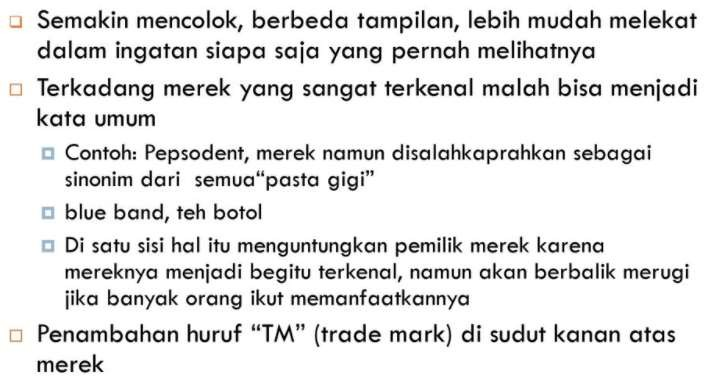 Semakin mencolok, berbeda tampilan, lebih mudah melekat
dalam ingatan siapa saja yang pernah melihatnya
Terkadang merek yang sangat terkenal malah bisa menjadi
kata umum
Contoh: Pepsodent, merek namun disalahkaprahkan sebagai
sinonim dari semua“pasta gigi”
blue band, teh botol
Di satu sisi hal itu menguntungkan pemilik merek karena
mereknya menjadi begitu terkenal, namun akan berbalik merugi
jika banyak orang ikut memanfaatkannya
Penambahan huruf “TM” (trade mark) di sudut kanan atas
merek